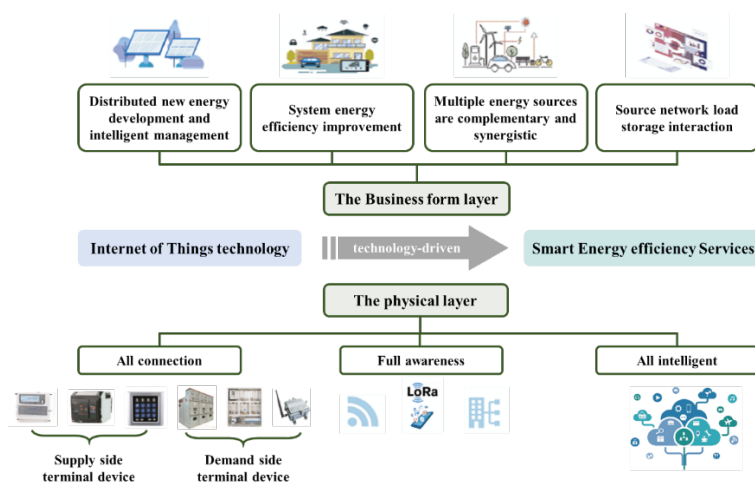 Distributed new energy
development and
intelligent management
System energy
efficiency improvement
Multiple energy sources
are complementary and
synergistic
Source network load
storage interaction
The Business form layer
Internet of Things technology
technology-driven
Smart Energy efficiency Services
The physical layer
All connection
Full awareness
All intelligent
LoRa
Supply side
terminal device
Demand side
terminal device